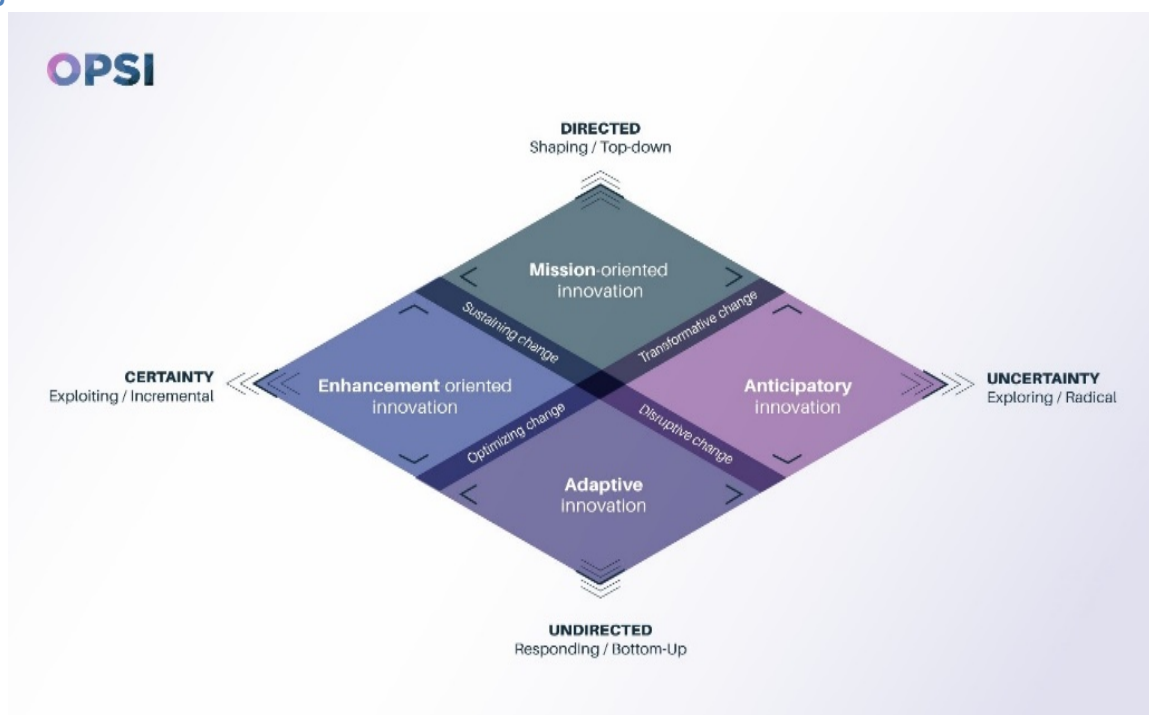 OPSI
DIRECTED
Shaping / Top-down
Mission-oriented
innovation
Sustaining change
Transformative change
CERTAINTY
Exploiting / Incremental
Enhancement oriented
innovation
Anticipatory
innovation
UNCERTAINTY
Exploring / Radical
Optimizing change
Disruptive change
Adaptive
innovation
UNDIRECTED
Responding / Bottom-Up